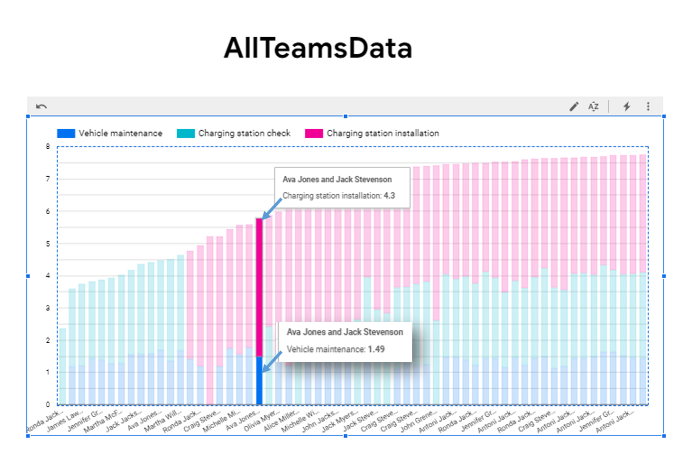 AllTeamsData
Vehicle maintenance
Charging station check
Charging station installation
8
7
6
5
4
3
2
1
0
Ava Jones and Jack Stevenson
Charging station installation: 4.3
Ava Jones and Jack Stevenson
Vehicle maintenance: 1.49
Ronda Jack...
James Law...
Jennifer Gr...
Martha McF...
Jack Jacks...
Ava Jones...
Martha Will...
Ronda Jack...
Craig Steve...
Michelle Mi...
Ava Jones...
Olivia Myer...
Alice Miller...
Michelle Wi...
John Jacks...
Jack Myers...
Jack Steve...
Craig Steve...
Craig Steve...
John Grene...
Antoni Jack...
Ronda Jack...
Jennifer Gr...
Antoni Jack...
Ronda Jack...
Craig Steve...
Antoni Jack...
Antoni Jack...
Jennifer Gr...
Antoni Jack...